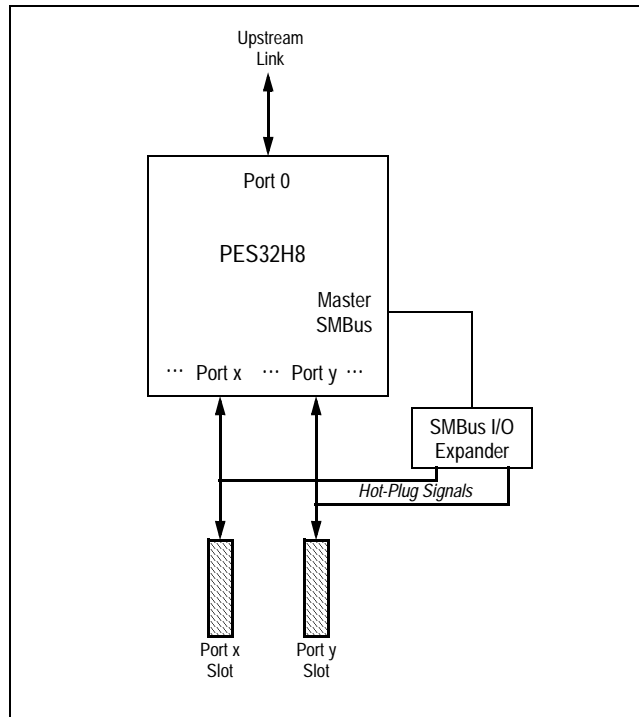 Upstream
Link
Port 0
PES32H8
Master
SMBus
··· Port x ··· Port y ···
SMBus I/O
Expander
Hot-Plug Signals
Port x
Slot
Port y
Slot